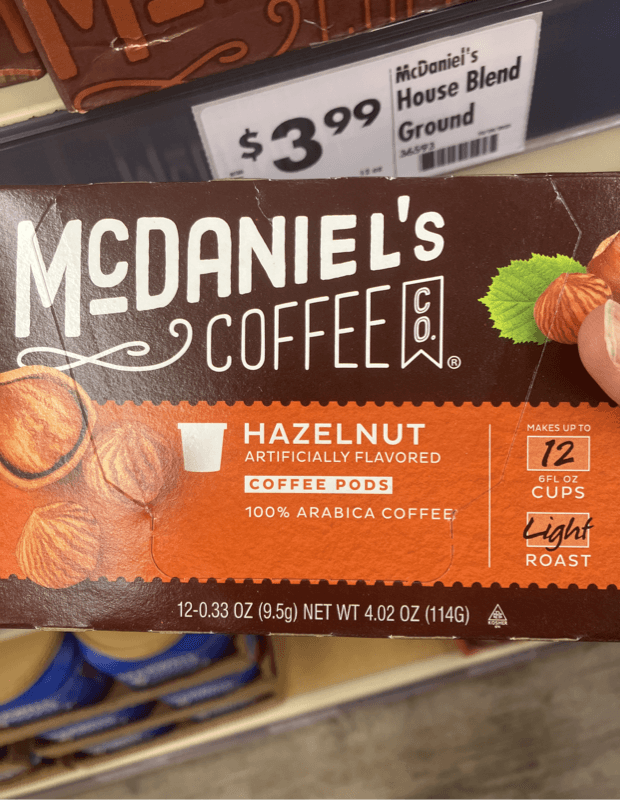 McDaniel's
House Blend
Ground
$3.99
36593
McDANIEL'S
COFFEE CO.®
HAZELNUT
ARTIFICIALLY FLAVORED
COFFEE PODS
100% ARABICA COFFEE
MAKES UP TO
12
6FL OZ
CUPS
Light
ROAST
12-0.33 OZ (9.5g) NET WT 4.02 OZ (114G)
KOSHER